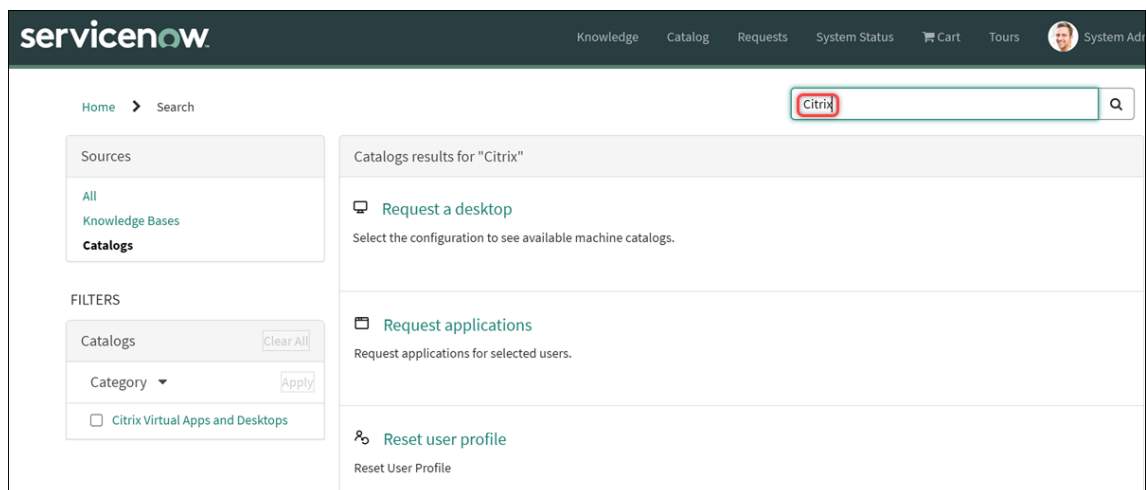 servicenow
Knowledge Catalog Requests System Status Cart Tours System Adr
Home Search
Citrix
Sources
All
Knowledge Bases
Catalogs
FILTERS
Catalogs Clear All
Category Apply
Citrix Virtual Apps and Desktops
Catalogs results for "Citrix"
Request a desktop
Select the configuration to see available machine catalogs.
Request applications
Request applications for selected users.
Reset user profile
Reset User Profile